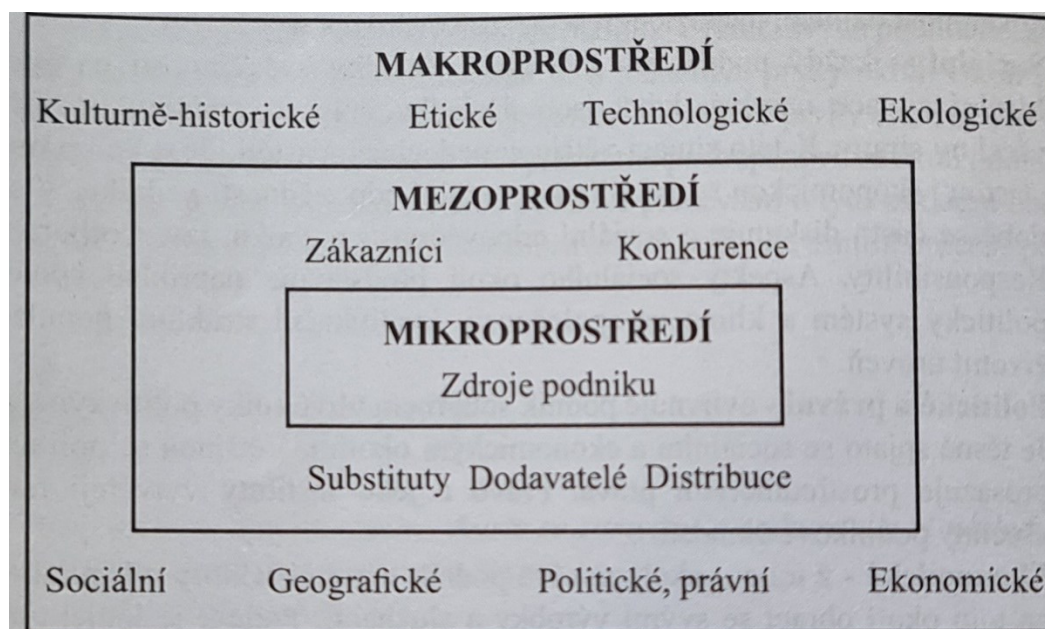 MAKROPROSTŘEDÍ
Kulturně-historické Etické Technologické Ekologické
MEZOPROSTŘEDÍ
Zákazníci Konkurence
MIKROPROSTŘEDÍ
Zdroje podniku
Substituty Dodavatelé Distribuce
Sociální Geografické Politické, právní Ekonomické